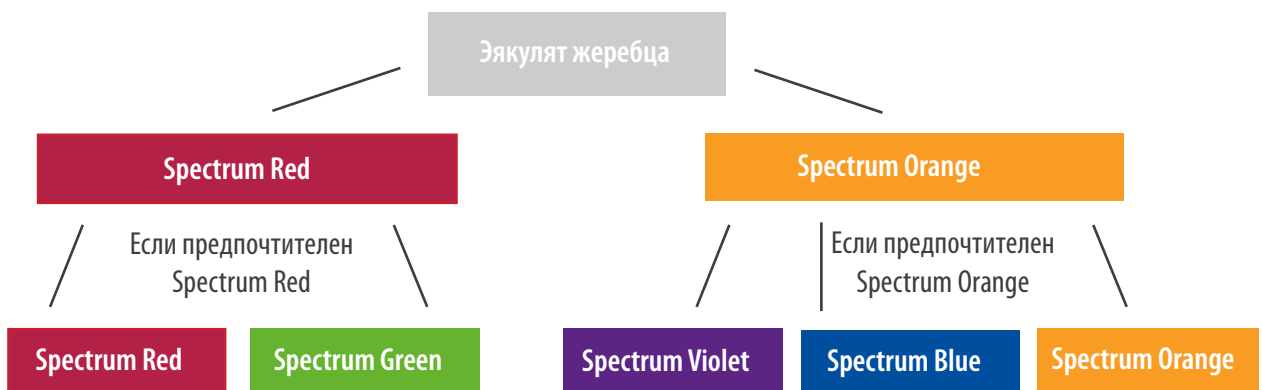 Эякулят жеребца
Spectrum Red
Spectrum Orange
Если предпочтителен
Spectrum Red
Если предпочтителен
Spectrum Orange
Spectrum Red
Spectrum Green
Spectrum Violet
Spectrum Blue
Spectrum Orange